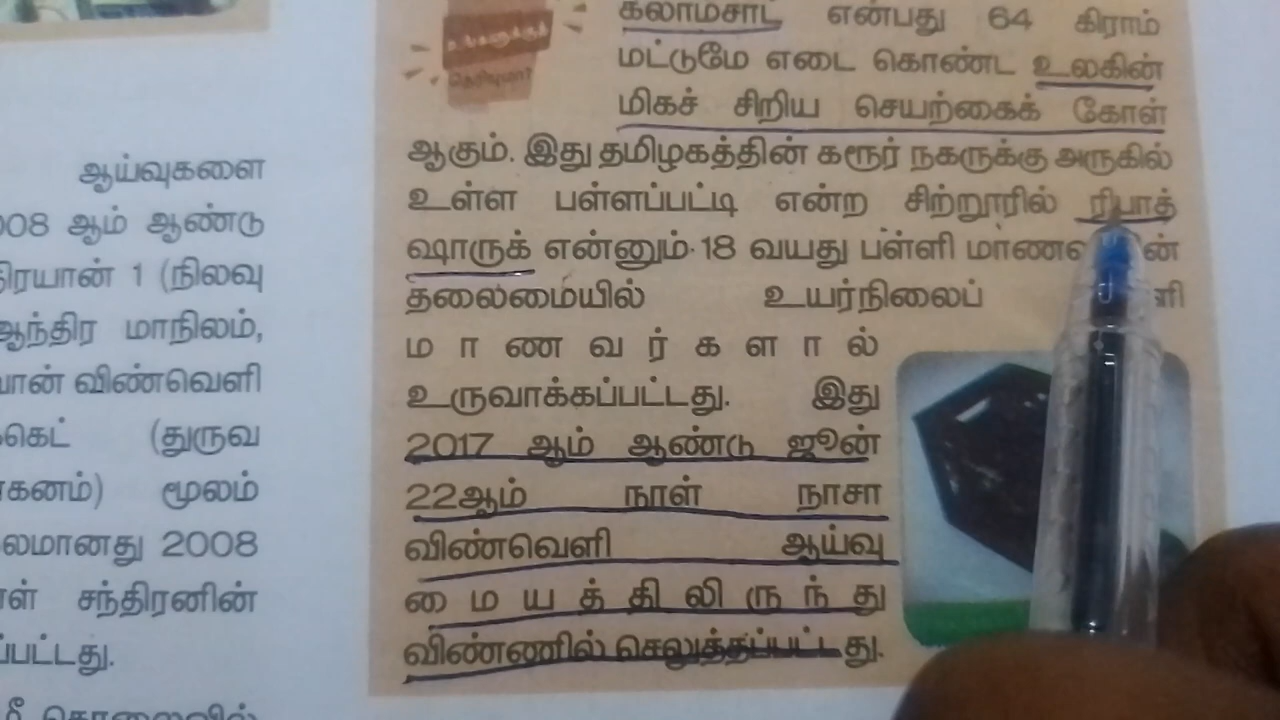 ஆய்வுகளை
008 ஆம் ஆண்டு
திரயான் 1 (நிலவு
ஆந்திர மாநிலம்,
வான் விண்வெளி
க்கெட் (துருவ
கனம்) மூலம்
லமானது 2008
ள் சந்திரனின்
ப்பட்டது.
உங்களுக்குத்
தெரியுமா?
கலாம்சாட் என்பது 64 கிராம்
மட்டுமே எடை கொண்ட உலகின்
மிகச் சிறிய செயற்கைக் கோள்
ஆகும். இது தமிழகத்தின் கரூர் நகருக்கு அருகில்
உள்ள பள்ளப்பட்டி என்ற சிற்றூரில் ரிபாத்
ஷாருக் என்னும் 18 வயது பள்ளி
தலைமையில் உயர்நிலைப்
மாணவர்களால்
உருவாக்கப்பட்டது. இது
2017 ஆம் ஆண்டு ஜூன்
22ஆம் நாள் நாசா
விண்வெளி ஆய்வு
மையத்திலிருந்து
விண்ணில் செலுத்தப்பட்டது.